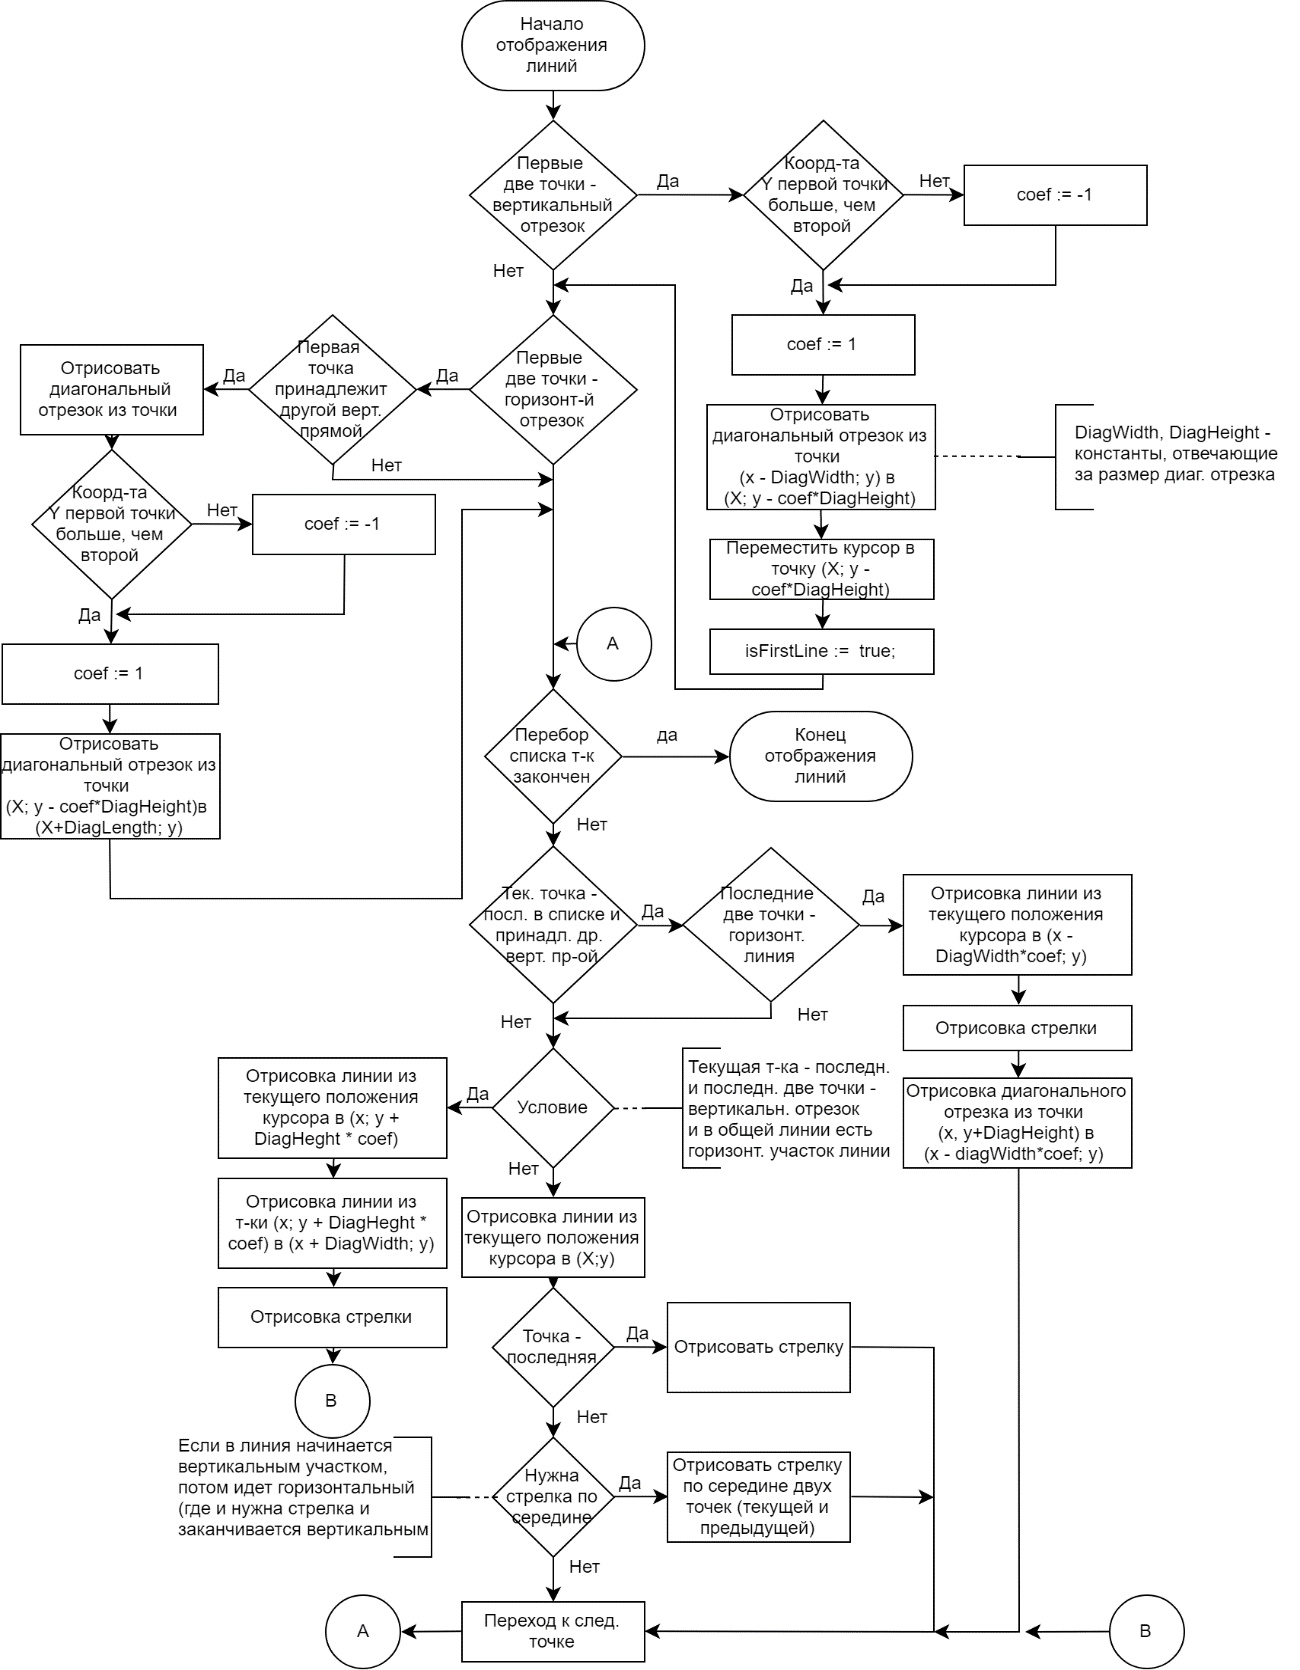 Начало
отображения
линий
Первые
две точки -
вертикальный
отрезок
Да
Коорд-та
Y первой точки
больше, чем
второй
Нет
coef := -1
Нет
Да
coef := 1
Отрисовать
диагональный отрезок из
точки
(x - DiagWidth; y) в
(X; y - coef*DiagHeight)
DiagWidth, DiagHeight -
константы, отвечающие
за размер диаг. отрезка
Переместить курсор в
точку (X; y -
coef*DiagHeight)
isFirstLine := true;
Первые
две точки -
горизонт-й
отрезок
Да
Первая
точка
принадлежит
другой верт.
прямой
Да
Нет
Отрисовать
диагональный
отрезок из точки
Коорд-та
Y первой точки
больше, чем
второй
Нет
coef := -1
Да
coef := 1
Отрисовать
диагональный отрезок из
точки
(X; y - coef*DiagHeight)в
(X+DiagLength; y)
A
Перебор
списка т-к
закончен
да
Конец
отображения
линий
Нет
Тек. точка -
посл. в списке и
принадл. др.
верт. пр-ой
Да
Последние
две точки -
горизонт.
линия
Да
Отрисовка линии из
текущего положения
курсора в (x -
DiagWidth*coef; y)
Отрисовка стрелки
Отрисовка диагонального
отрезка из точки
(x, y+DiagHeight) в
(x - diagWidth*coef; y)
Нет
Нет
Условие
Текущая т-ка - последн.
и последн. две точки -
вертикальн. отрезок
и в общей линии есть
горизонт. участок линии
Да
Отрисовка линии из
текущего положения
курсора в (x; y +
DiagHeght * coef)
Отрисовка линии из
т-ки (x; y + DiagHeght *
coef) в (x + DiagWidth; y)
Отрисовка стрелки
B
Нет
Отрисовка линии из
текущего положения
курсора в (X;y)
Точка -
последняя
Да
Отрисовать стрелку
Нет
Если в линия начинается
вертикальным участком,
потом идет горизонтальный
(где и нужна стрелка и
заканчивается вертикальным
Нужна
стрелка по
середине
Да
Отрисовать стрелку
по середине двух
точек (текущей и
предыдущей)
Нет
Переход к след.
точке
A
B